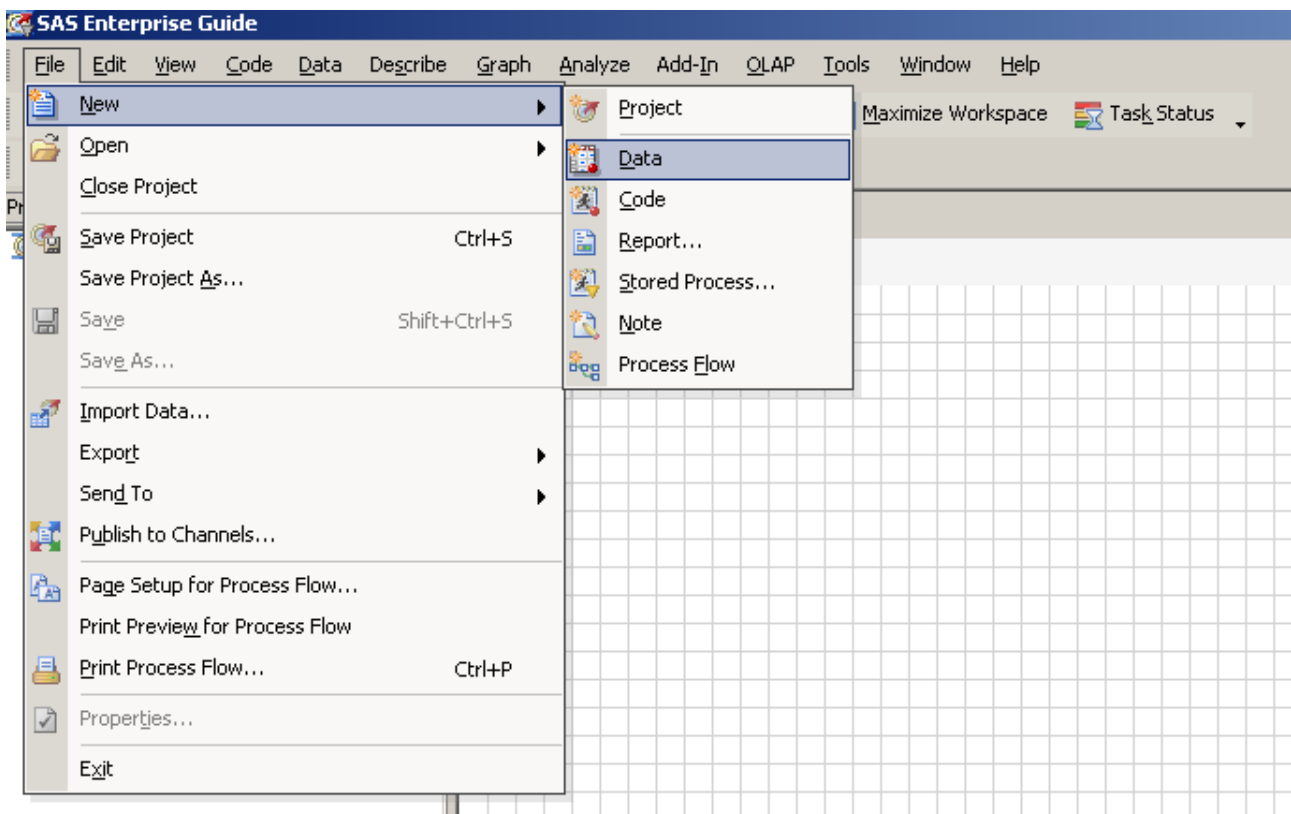 SAS Enterprise Guide
File Edit View Code Data Describe Graph Analyze Add-In OLAP Tools Window Help
Maximize Workspace Task Status
New
Open
Close Project
Save Project Ctrl+S
Save Project As...
Save Shift+Ctrl+S
Save As...
Import Data...
Export
Send To
Publish to Channels...
Page Setup for Process Flow...
Print Preview for Process Flow
Print Process Flow... Ctrl+P
Properties...
Exit
Project
Data
Code
Report...
Stored Process...
Note
Process Flow